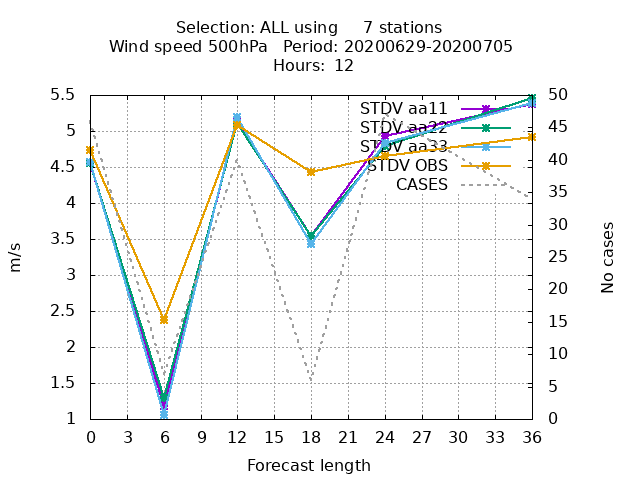 Selection: ALL using 7 stations
Wind speed 500hPa Period: 20200629-20200705
Hours: 12
5.5
5
4.5
4
3.5
3
2.5
2
1.5
1
m/s
STDV aa11
STDV aa22
STDV aa33
STDV OBS
CASES
50
45
40
35
30
25
20
15
10
5
0
No cases
0 3 6 9 12 15 18 21 24 27 30 33 36
Forecast length